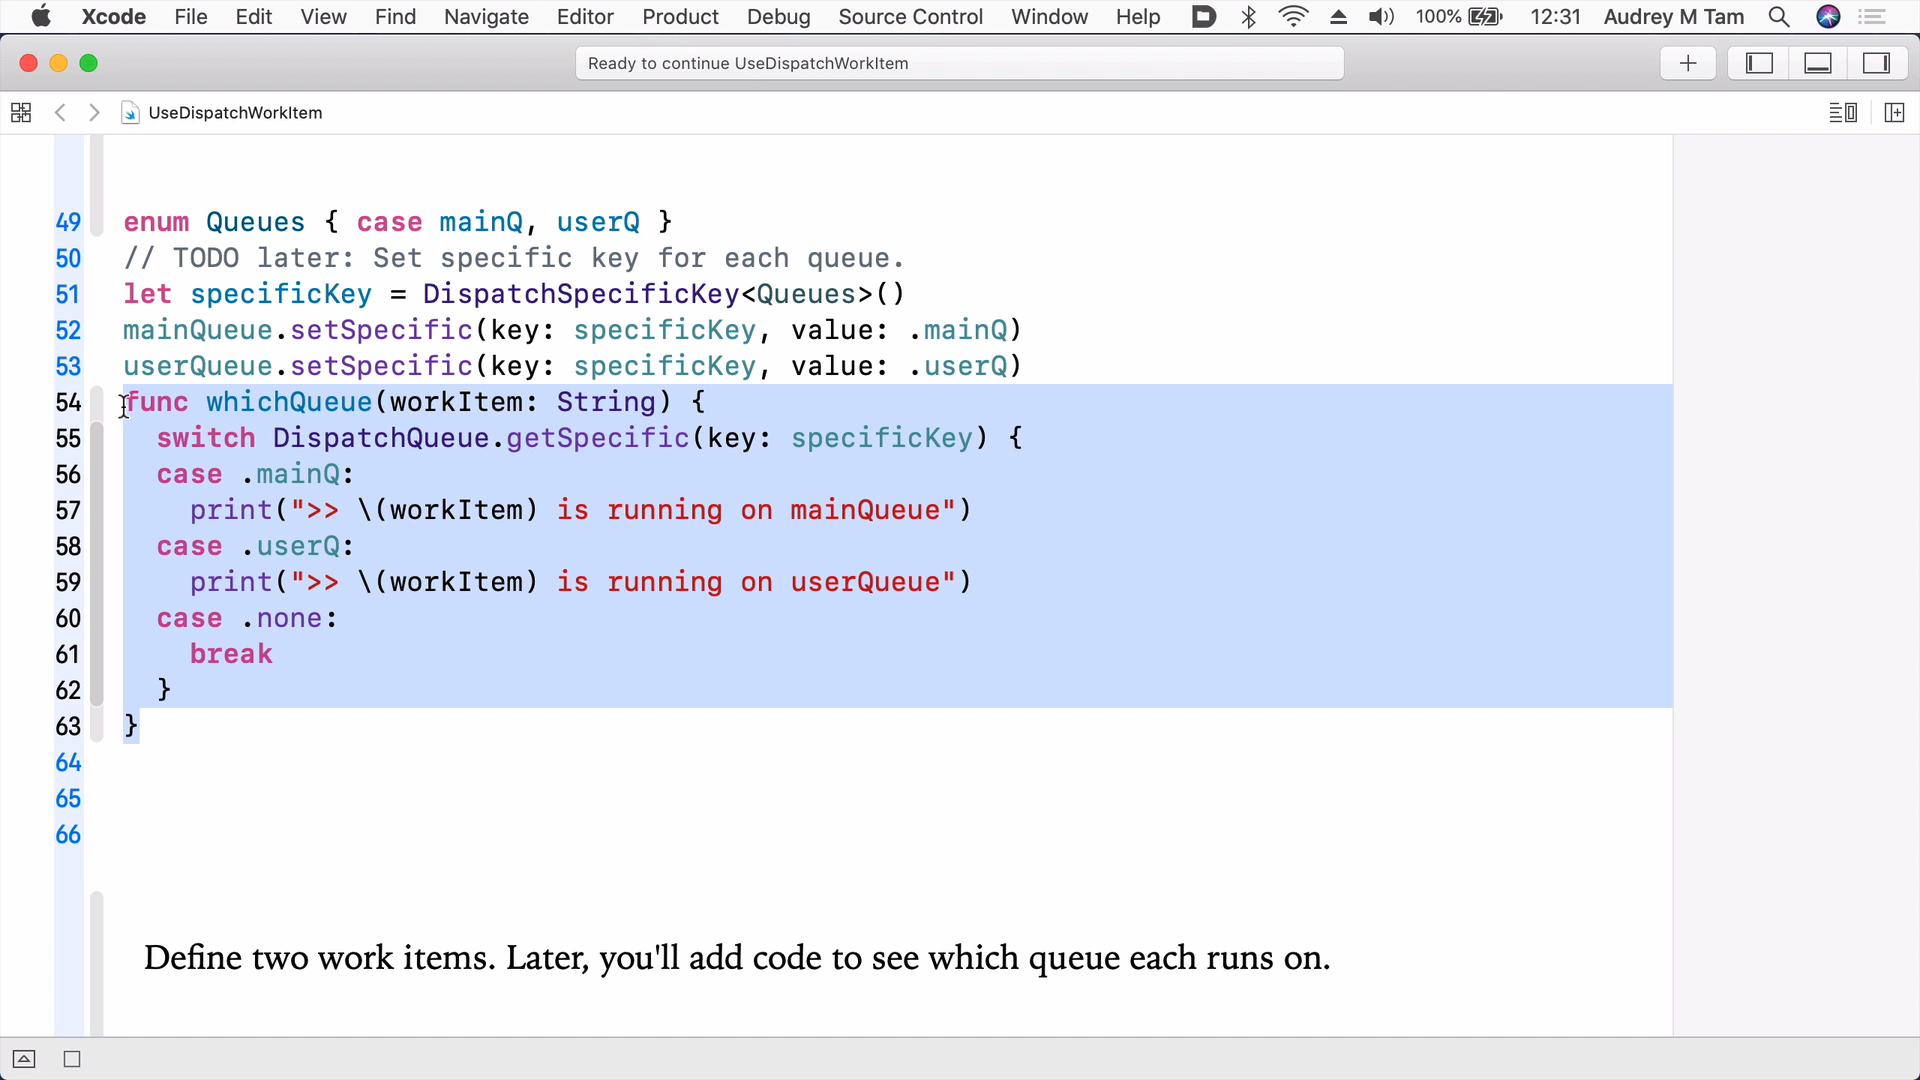 Xcode File Edit View Find Navigate Editor Product Debug Source Control Window Help 100% 12:31 Audrey M Tam
Ready to continue UseDispatchWorkItem
UseDispatchWorkItem
49 enum Queues { case mainQ, userQ }
50 // TODO later: Set specific key for each queue.
51 let specificKey = DispatchSpecificKey<Queues>()
52 mainQueue.setSpecific(key: specificKey, value: .mainQ)
53 userQueue.setSpecific(key: specificKey, value: .userQ)
54 func whichQueue(workItem: String) {
55   switch DispatchQueue.getSpecific(key: specificKey) {
56   case .mainQ:
57     print(">> \(workItem) is running on mainQueue")
58   case .userQ:
59     print(">> \(workItem) is running on userQueue")
60   case .none:
61     break
62   }
63 }
64
65
66
Define two work items. Later, you'll add code to see which queue each runs on.